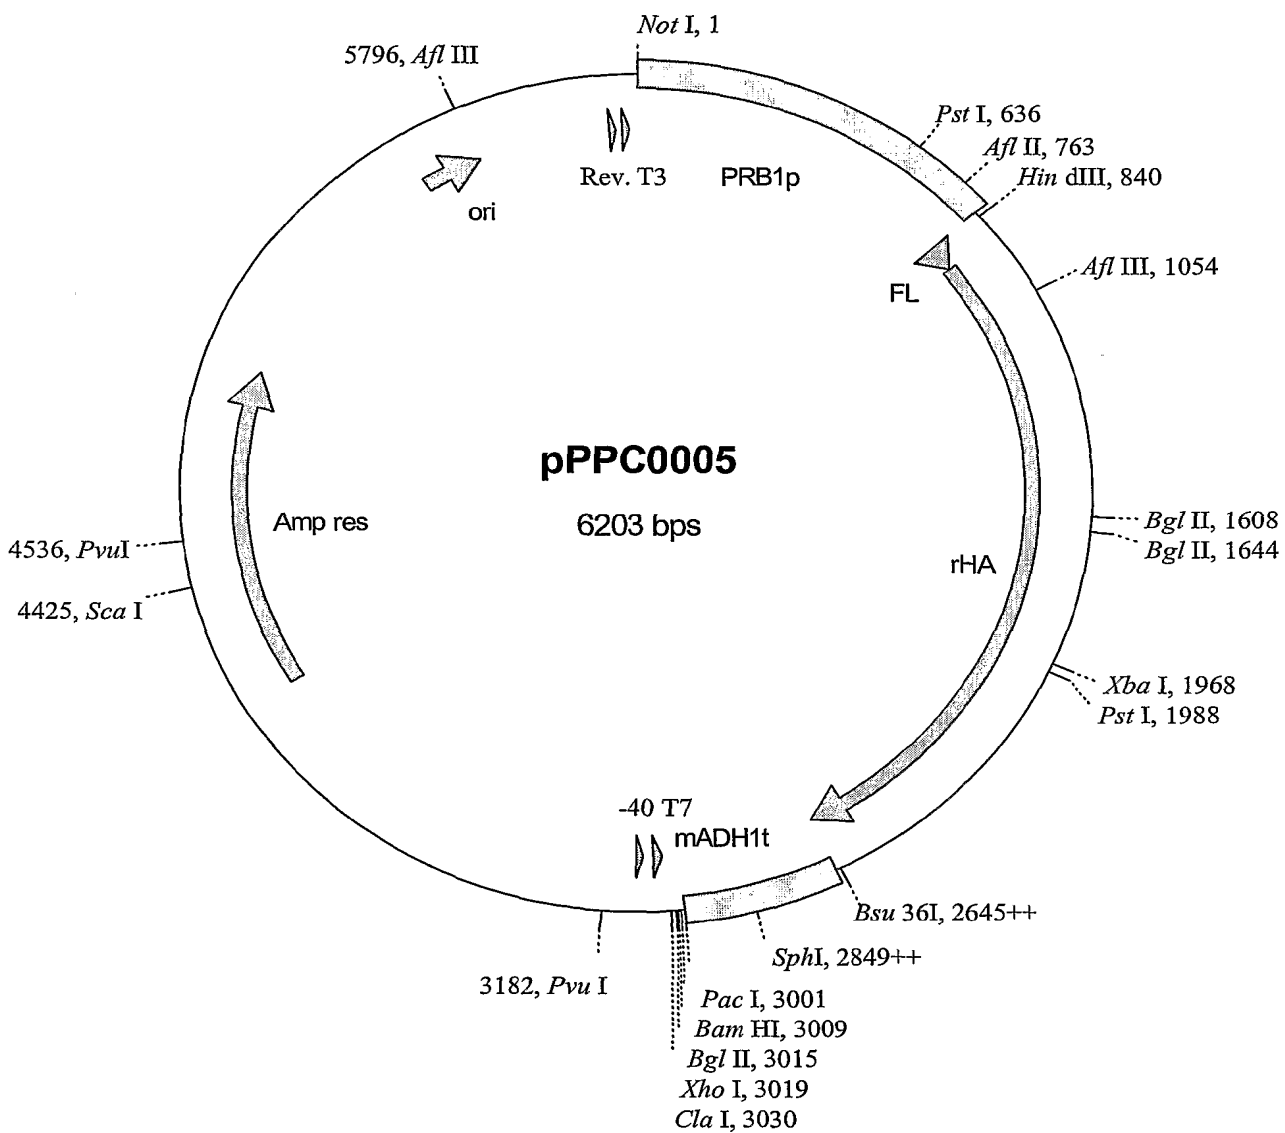 Not I, 1
5796, Afl III
Pst I, 636
Afl II, 763
Hin dIII, 840
Rev. T3
PRB1p
ori
Afl III, 1054
FL
pPPC0005
6203 bps
Amp res
Bgl II, 1608
Bgl II, 1644
4536, PvuI
rHA
4425, Sca I
Xba I, 1968
Pst I, 1988
-40 T7
mADH1t
Bsu 36I, 2645++
SphI, 2849++
3182, Pvu I
Pac I, 3001
Bam HI, 3009
Bgl II, 3015
Xho I, 3019
Cla I, 3030